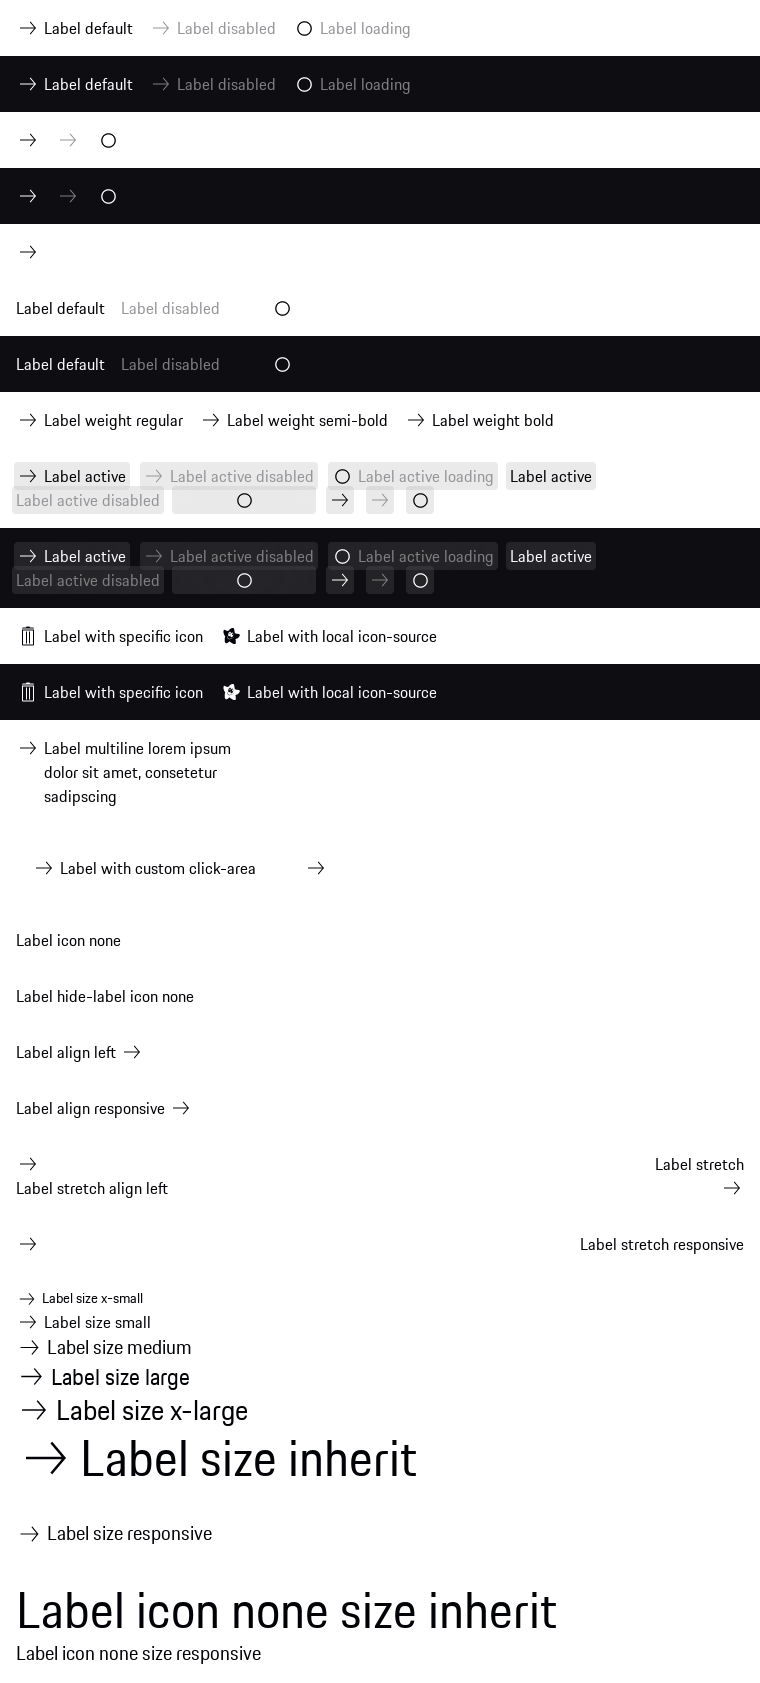 Label default Label disabled Label loading
Label default Label disabled Label loading
Label default Label disabled
Label default Label disabled
Label weight regular Label weight semi-bold Label weight bold
Label active Label active disabled Label active loading Label active
Label active disabled
Label active Label active disabled Label active loading Label active
Label active disabled
Label with specific icon Label with local icon-source
Label with specific icon Label with local icon-source
Label multiline lorem ipsum
dolor sit amet, consetetur
sadipscing
Label with custom click-area
Label icon none
Label hide-label icon none
Label align left
Label align responsive
Label stretch
Label stretch align left
Label stretch responsive
Label size x-small
Label size small
Label size medium
Label size large
Label size x-large
Label size inherit
Label size responsive
Label icon none size inherit
Label icon none size responsive